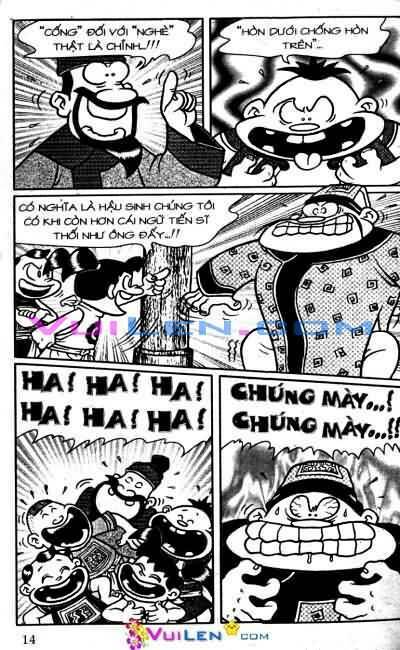 "CỐNG" ĐỐI VỚI "NGHÈ"
THẬT LÀ CHỈNH...!!!
"HÒN DƯỚI CHỐNG HÒN
TRÊN"...
CÓ NGHĨA LÀ HẬU SINH CHÚNG TÔI
CÓ KHI CÒN HƠN CÁI NGỮ TIẾN SĨ
THỐI NHƯ ÔNG ĐẤY...!!
VUILEN.COM
HA! HA! HA!
HA! HA! HA!
CHÚNG MÀY...!
CHÚNG MÀY...!!
14
VUILEN.COM